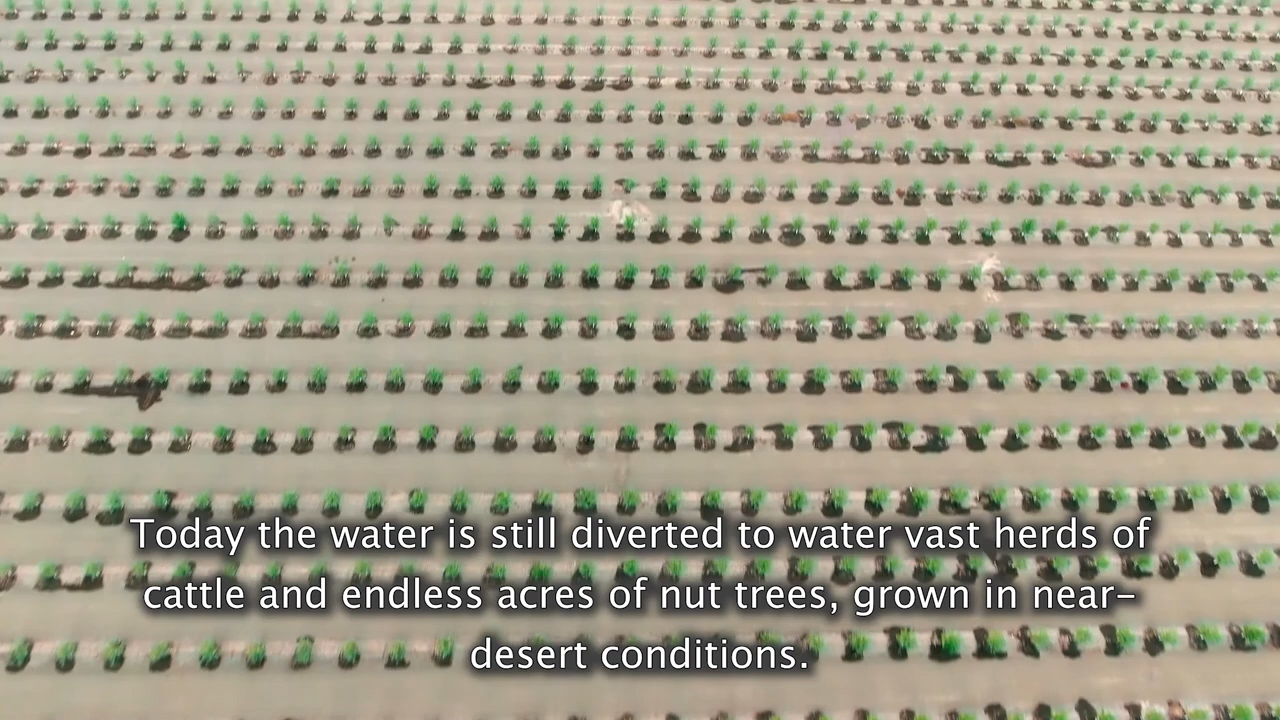 Today the water is still diverted to water vast herds of
cattle and endless acres of nut trees, grown in near-
desert conditions.